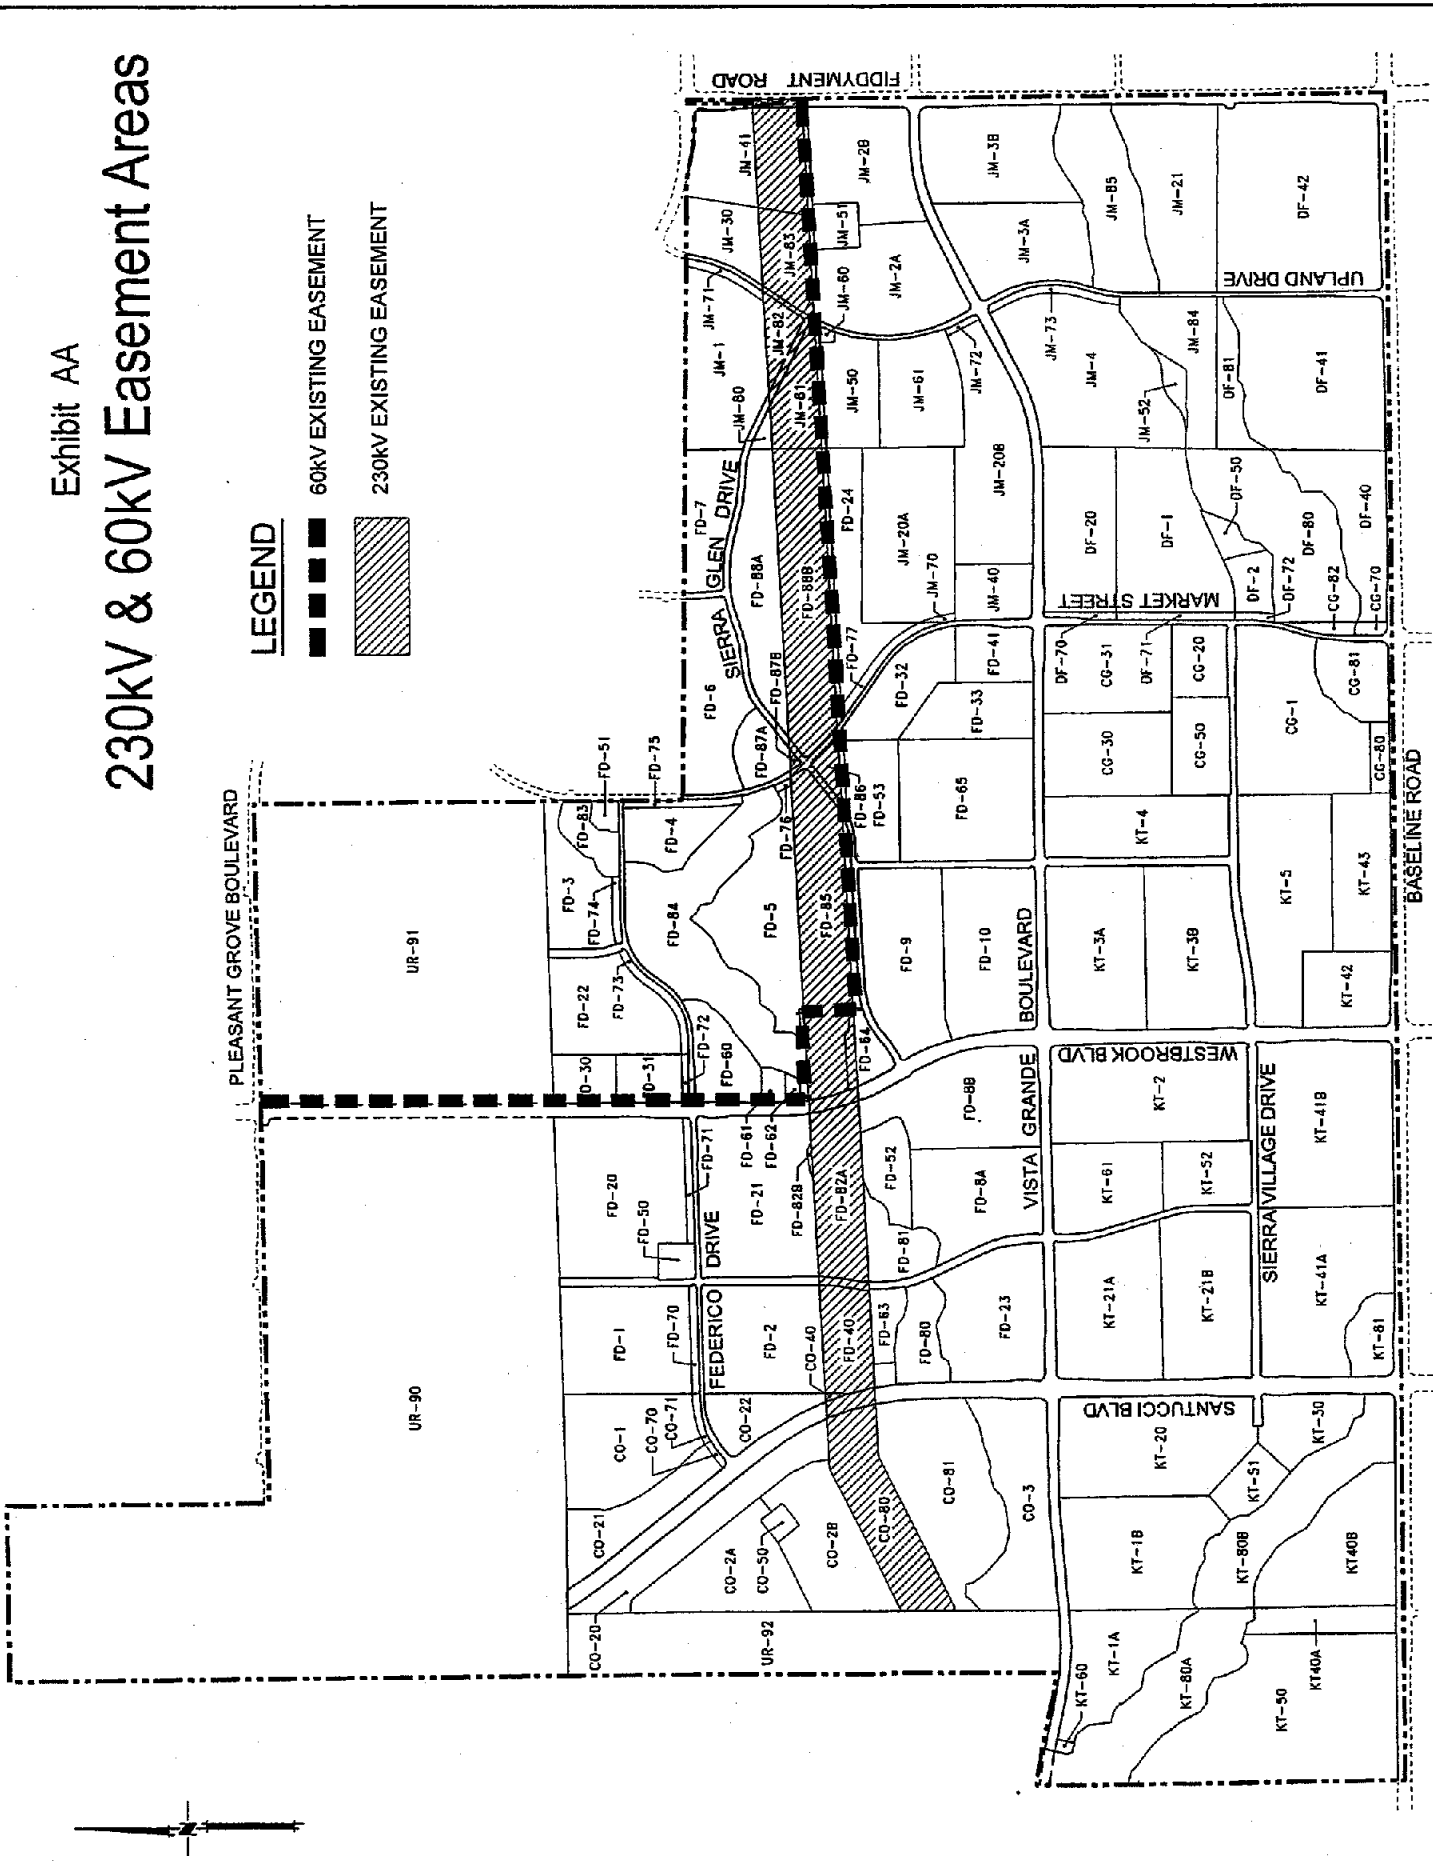 Exhibit AA
230kV & 60kV Easement Areas
LEGEND
60kV EXISTING EASEMENT
230kV EXISTING EASEMENT
PLEASANT GROVE BOULEVARD
FIDDYMENT ROAD
BASELINE ROAD
UPLAND DRIVE
MARKET STREET
SIERRA GLEN DRIVE
VISTA GRANDE BOULEVARD
WESTBROOK BLVD
SIERRA VILLAGE DRIVE
SANTUCCI BLVD
FEDERICO DRIVE
UR-90
UR-91
UR-92
JM-41
JM-30
JM-71
JM-1
JM-80
JM-81
JM-82
JM-83
JM-2B
JM-51
JM-60
JM-2A
JM-50
JM-61
JM-72
JM-3B
JM-3A
JM-73
JM-4
JM-85
JM-21
JM-84
JM-52
JM-20A
JM-20B
JM-70
JM-40
DF-42
DF-41
DF-81
DF-50
DF-80
DF-40
DF-20
DF-1
DF-2
DF-72
DF-70
DF-71
CG-82
CG-70
CG-31
CG-20
CG-30
CG-50
CG-1
CG-81
CG-80
FD-7
FD-88A
FD-88B
FD-24
FD-6
FD-87B
FD-87A
FD-77
FD-32
FD-41
FD-33
FD-51
FD-75
FD-83
FD-4
FD-76
FD-86
FD-53
FD-65
FD-3
FD-74
FD-84
FD-5
FD-85
FD-9
FD-10
FD-22
FD-73
FD-72
FD-60
FD-64
FD-31
FD-61
FD-62
FD-71
FD-20
FD-50
FD-21
FD-82B
FD-82A
FD-52
FD-8B
FD-8A
FD-81
FD-1
FD-70
FD-2
FD-40
FD-63
FD-80
FD-23
CO-40
CO-1
CO-70
CO-71
CO-22
CO-21
CO-20
CO-2A
CO-50
CO-2B
CO-80
CO-81
CO-3
KT-4
KT-5
KT-43
KT-42
KT-3A
KT-3B
KT-2
KT-61
KT-52
KT-41B
KT-21A
KT-21B
KT-41A
KT-81
KT-20
KT-30
KT-51
KT-1B
KT-80B
KT40B
KT-1A
KT-60
KT-80A
KT-50
KT40A